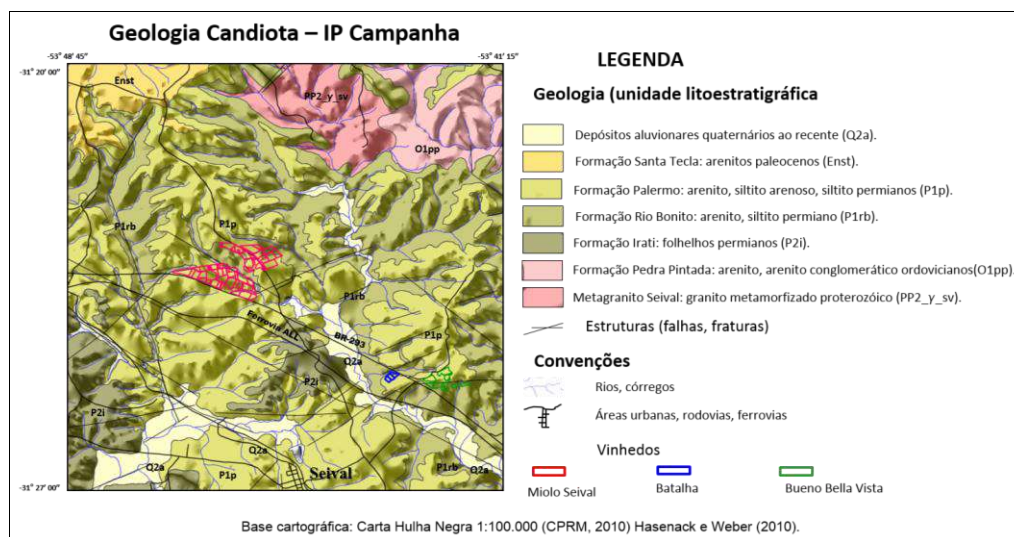 Geologia Candiota – IP Campanha
-53° 48' 45"
-53° 41' 15"
-31° 20' 00"
Enst
PP2_y_sv
O1pp
P1rb
P1p
P1rb
Ferrovia ALL
BR-293
P1p
Q2a
P2i
P2i
Q2a
Q2a
P1p
Seival
P1rb
Q2a
-31° 27' 00"
LEGENDA
Geologia (unidade litoestratigráfica
Depósitos aluvionares quaternários ao recente (Q2a).
Formação Santa Tecla: arenitos paleocenos (Enst).
Formação Palermo: arenito, siltito arenoso, siltito permianos (P1p).
Formação Rio Bonito: arenito, siltito permiano (P1rb).
Formação Irati: folhelhos permianos (P2i).
Formação Pedra Pintada: arenito, arenito conglomerático ordovicianos(O1pp).
Metagranito Seival: granito metamorfizado proterozóico (PP2_y_sv).
Estruturas (falhas, fraturas)
Convenções
Rios, córregos
Áreas urbanas, rodovias, ferrovias
Vinhedos
Miolo Seival
Batalha
Bueno Bella Vista
Base cartográfica: Carta Hulha Negra 1:100.000 (CPRM, 2010) Hasenack e Weber (2010).